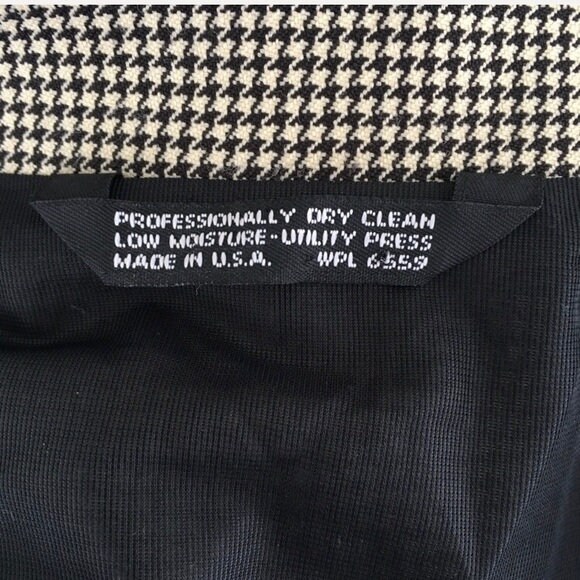 PROFESSIONALLY DRY CLEAN
LOW MOISTURE-UTILITY PRESS
MADE IN U.S.A. WPL 6559